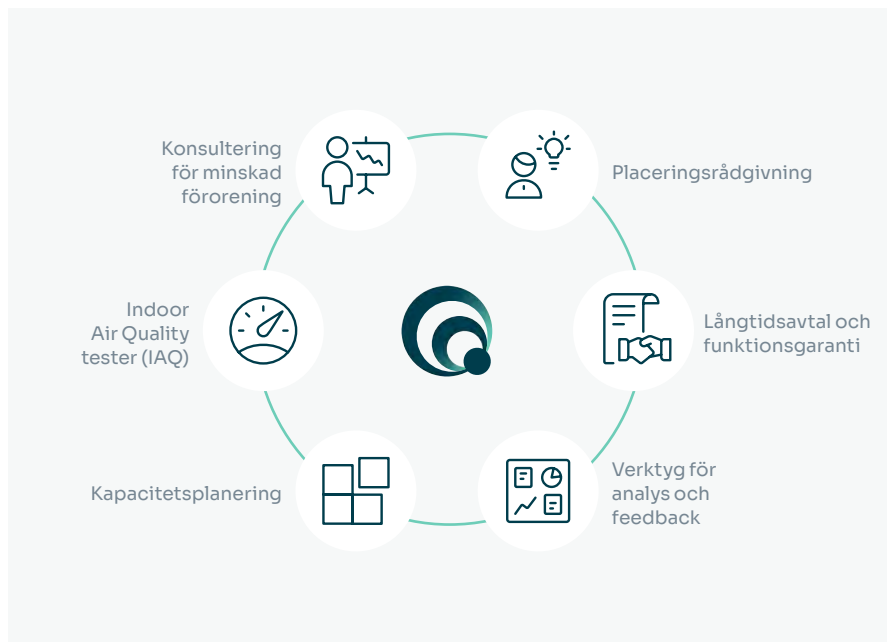 Konsultering
för minskad
förorening
Placeringsrådgivning
Indoor
Air Quality
tester (IAQ)
Långtidsavtal och
funktionsgaranti
Kapacitetsplanering
Verktyg för
analys och
feedback